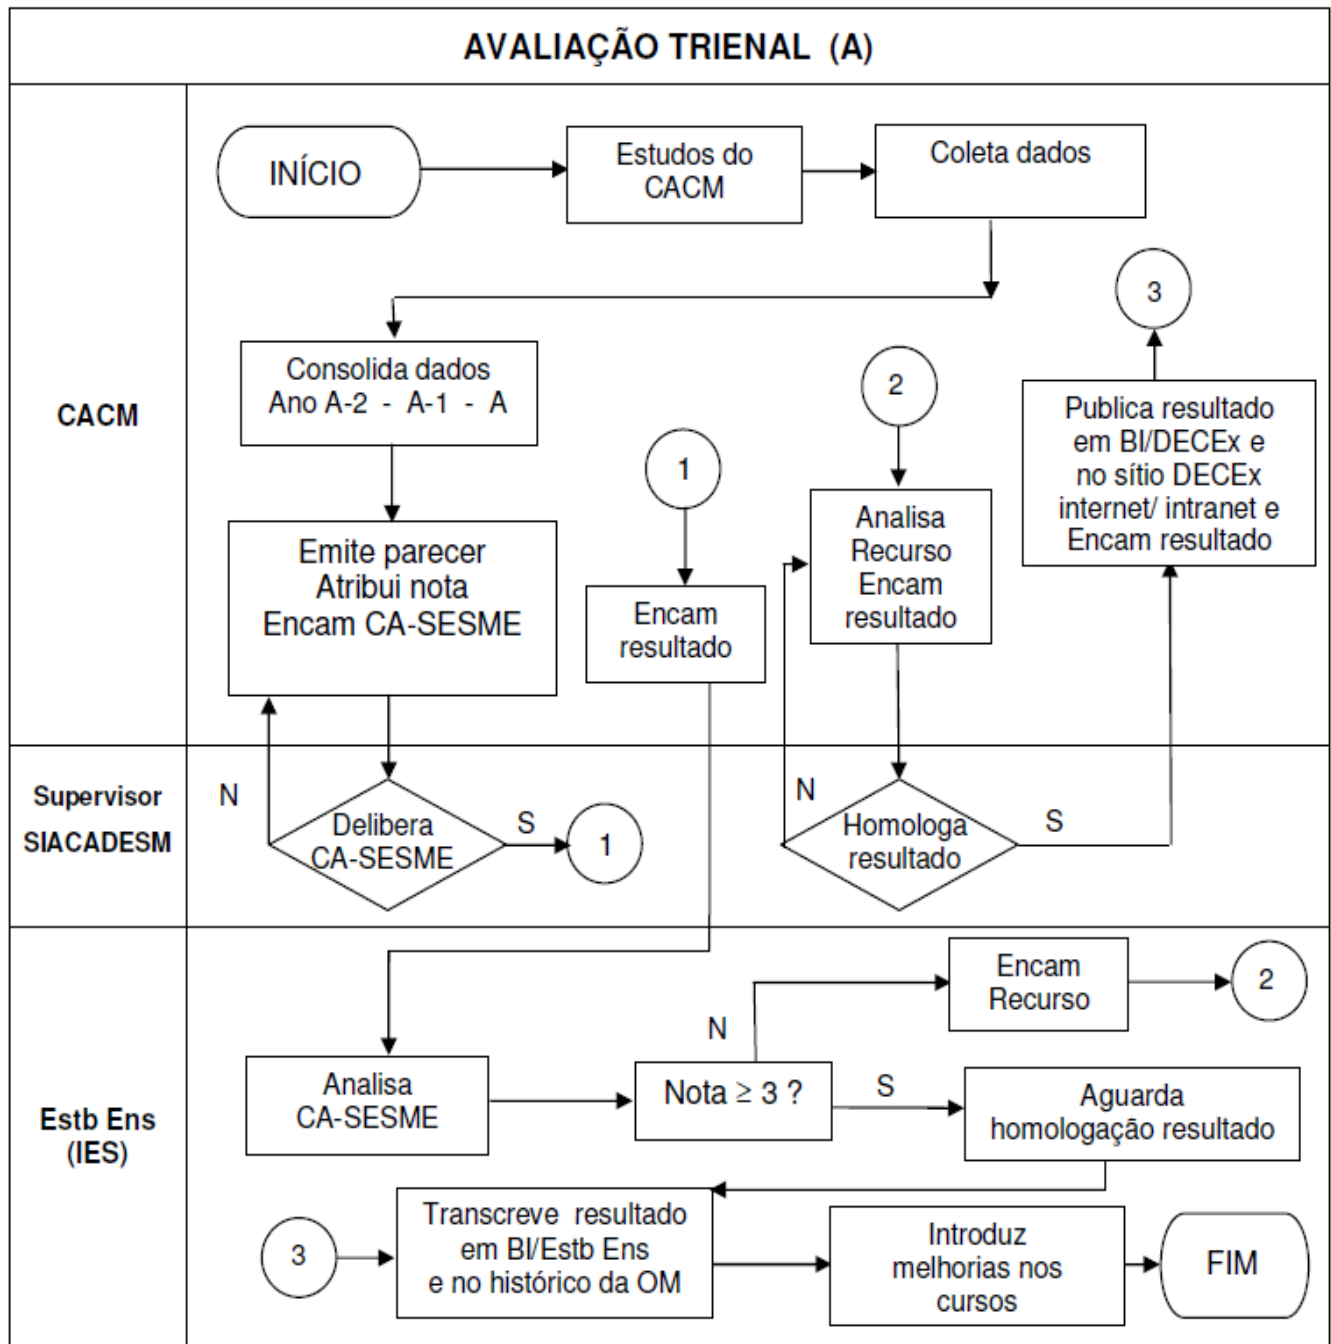 AVALIAÇÃO TRIENAL (A)
CACM
INÍCIO
Estudos do
CACM
Coleta dados
3
Consolida dados
Ano A-2 - A-1 - A
2
Publica resultado
em BI/DECEx e
no sítio DECEx
internet/ intranet e
Encam resultado
1
Emite parecer
Atribui nota
Encam CA-SESME
Analisa
Recurso
Encam
resultado
Encam
resultado
Supervisor
SIACADESM
N
Delibera
CA-SESME
S
1
N
Homologa
resultado
S
Estb Ens
(IES)
Encam
Recurso
2
N
Analisa
CA-SESME
Nota ≥ 3 ?
S
Aguarda
homologação resultado
3
Transcreve resultado
em BI/Estb Ens
e no histórico da OM
Introduz
melhorias nos
cursos
FIM